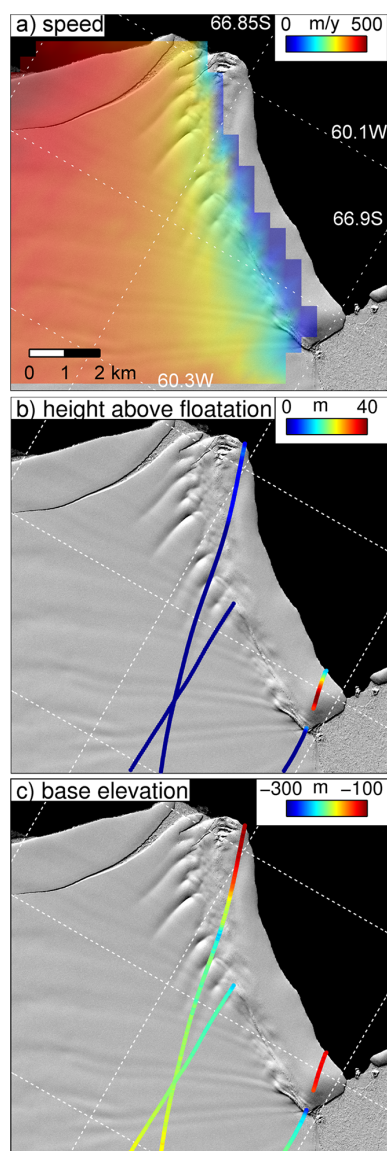 a) speed
66.85S
0 m/y 500
60.1W
66.9S
0 1 2 km
60.3W
b) height above floatation
0 m 40
c) base elevation
−300 m −100